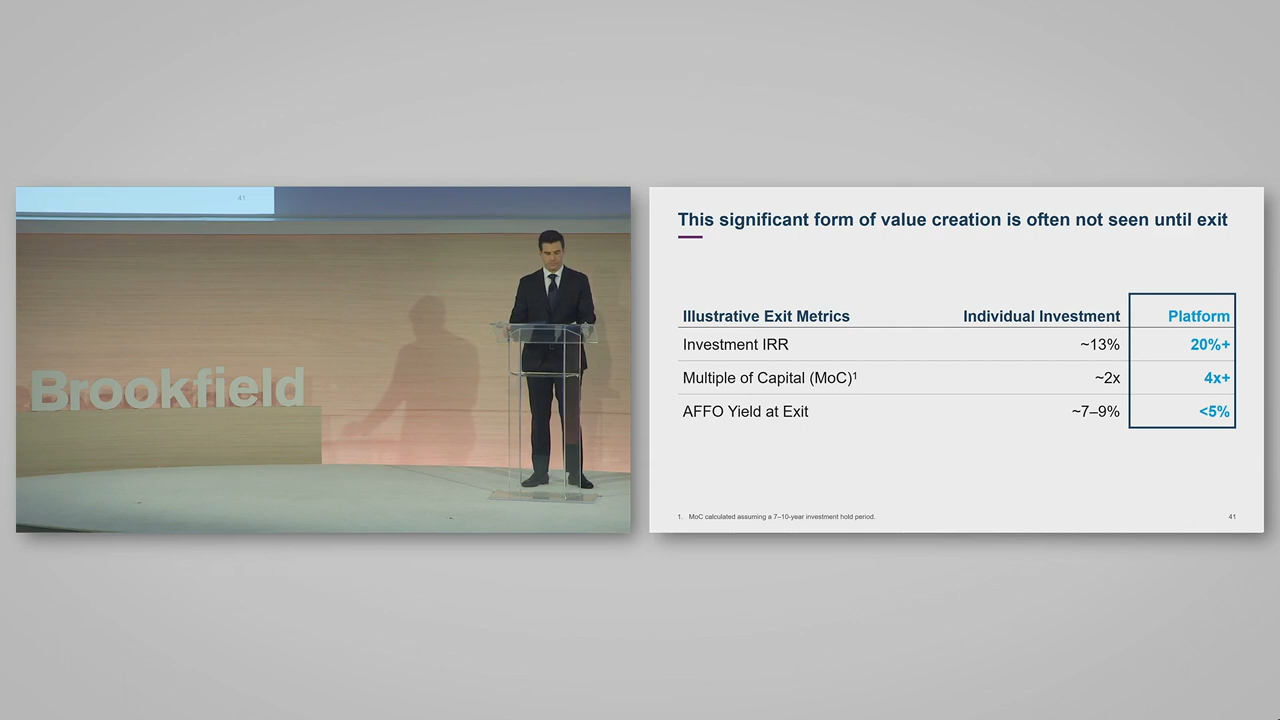 41
Brookfield
This significant form of value creation is often not seen until exit
Illustrative Exit Metrics Individual Investment Platform
Investment IRR ~13% 20%+
Multiple of Capital (MoC)¹ ~2x 4x+
AFFO Yield at Exit ~7–9% <5%
1. MoC calculated assuming a 7–10-year investment hold period. 41